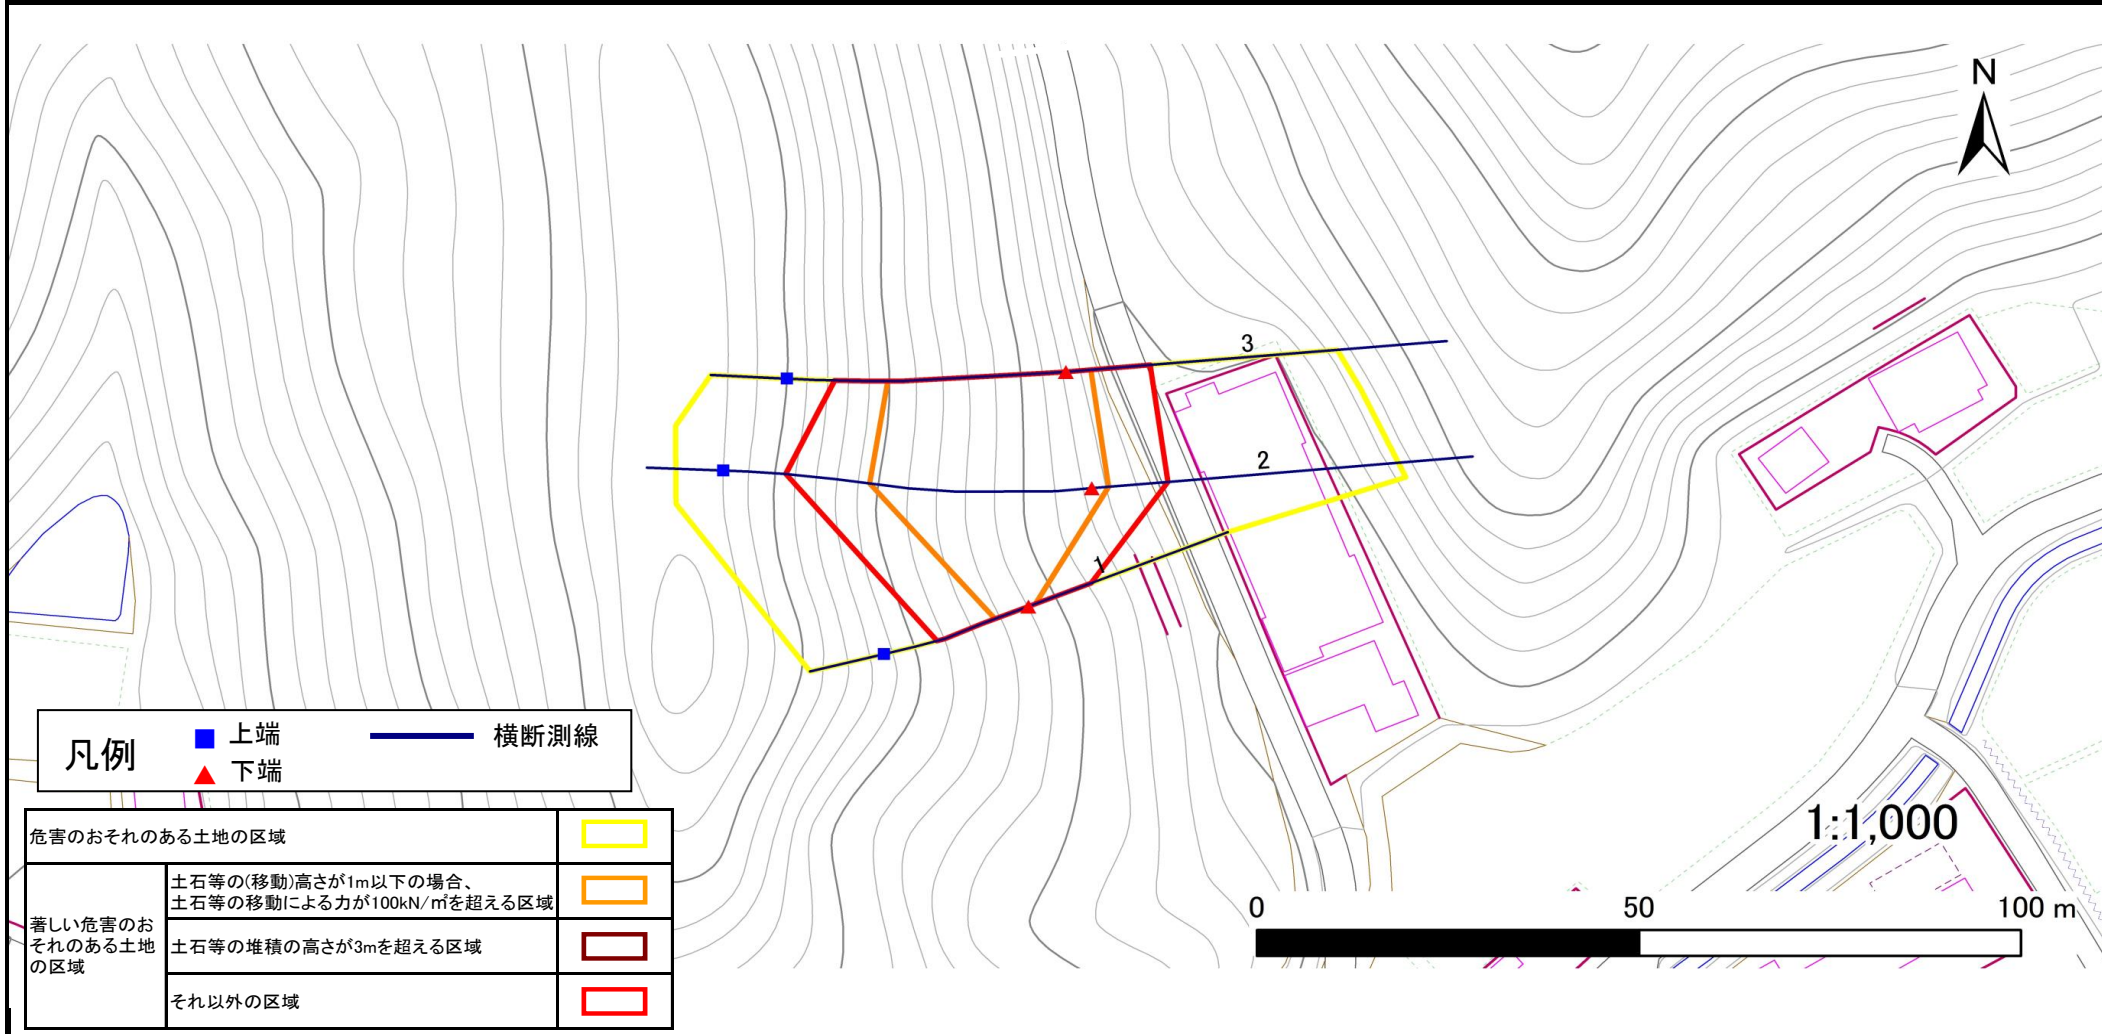 N
3
2
1
凡例
上端
横断測線
下端
危害のおそれのある土地の区域
著しい危害のお
それのある土地
の区域
土石等の(移動)高さが1m以下の場合、
土石等の移動による力が100kN/㎡を超える区域
土石等の堆積の高さが3mを超える区域
それ以外の区域
1:1,000
0 50 100 m